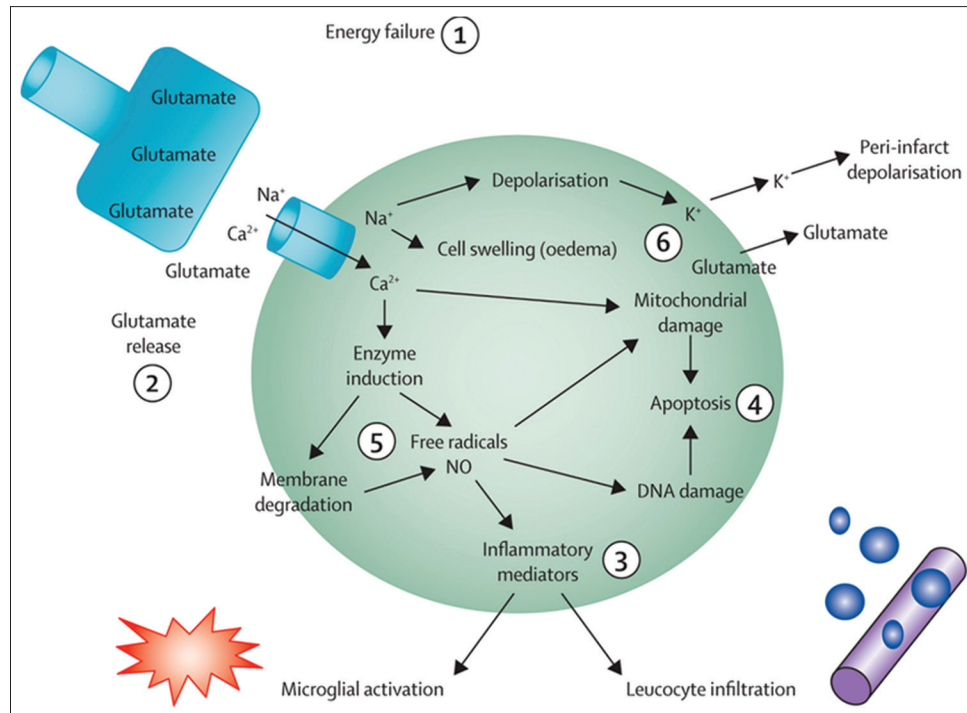 Energy failure 1
Glutamate
Glutamate
Glutamate
Na⁺
Ca²⁺
Glutamate
Glutamate
release
2
Na⁺
Depolarisation
K⁺
K⁺
Peri-infarct
depolarisation
Cell swelling (oedema)
6
Glutamate
Glutamate
Ca²⁺
Mitochondrial
damage
Enzyme
induction
Apoptosis 4
5
Free radicals
NO
Membrane
degradation
DNA damage
Inflammatory
mediators
3
Microglial activation
Leucocyte infiltration